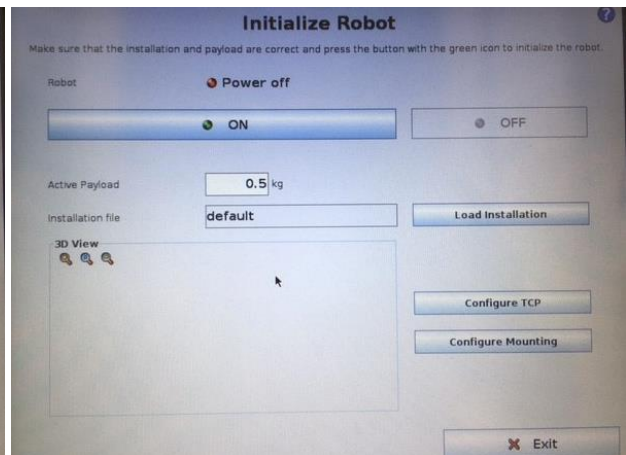 Initialize Robot
?
Make sure that the installation and payload are correct and press the button with the green icon to initialize the robot.
Robot
Power off
ON
OFF
Active Payload
0.5 kg
Installation file
default
Load Installation
3D View
Configure TCP
Configure Mounting
Exit